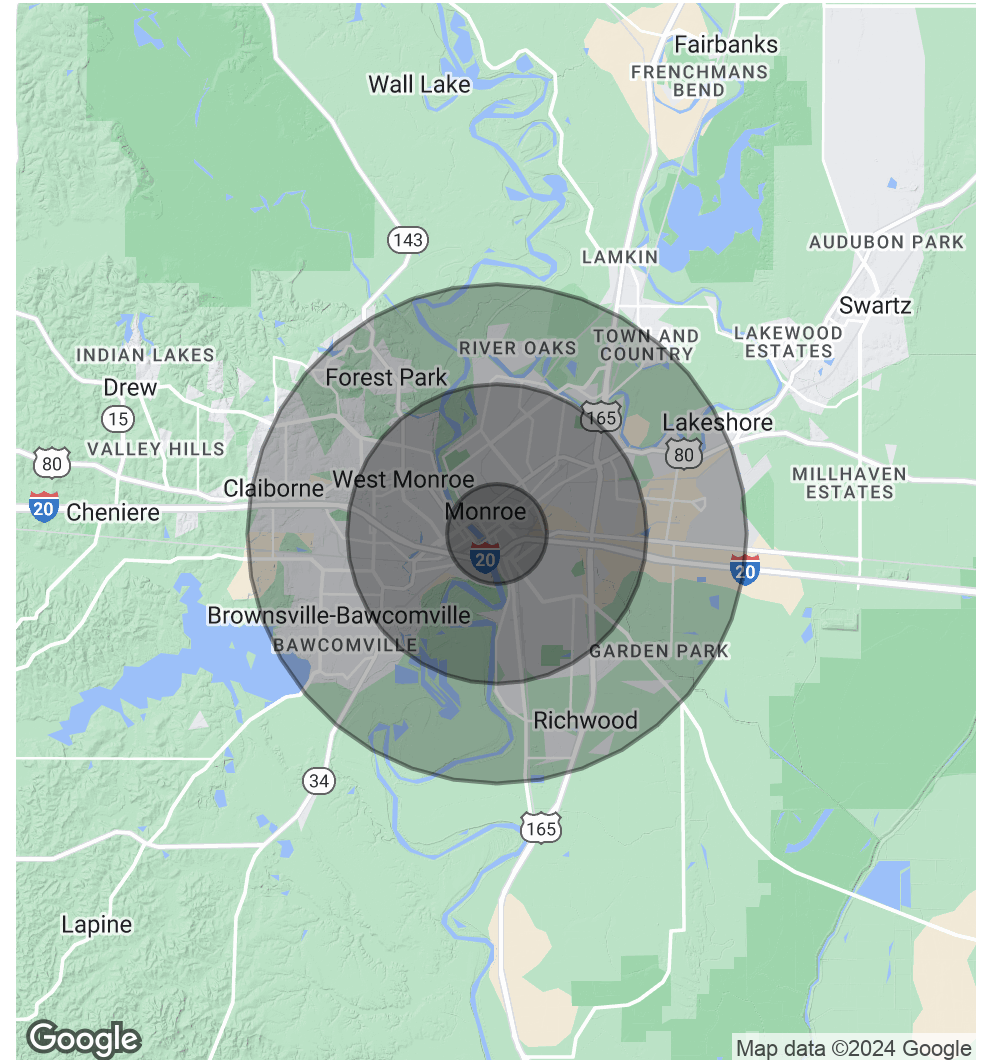 Fairbanks
FRENCHMANS
BEND
Wall Lake
143
AUDUBON PARK
LAMKIN
Swartz
TOWN AND
COUNTRY
LAKEWOOD
ESTATES
RIVER OAKS
INDIAN LAKES
Forest Park
Drew
15
165
Lakeshore
VALLEY HILLS
80
80
MILLHAVEN
ESTATES
West Monroe
Claiborne
20
Cheniere
Monroe
20
20
Brownsville-Bawcomville
BAWCOMVILLE
GARDEN PARK
Richwood
34
165
Lapine
Google
Map data ©2024 Google